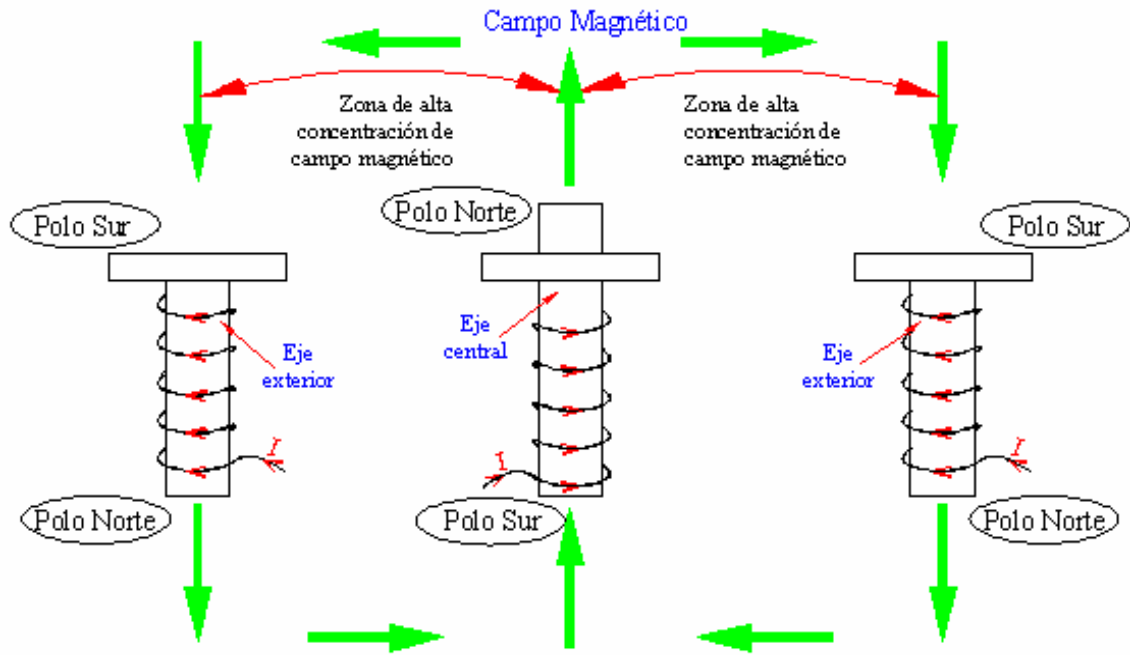 Campo Magnético
Zona de alta
concentración de
campo magnético
Zona de alta
concentración de
campo magnético
Polo Sur
Polo Norte
Polo Sur
Eje
exterior
Eje
central
Eje
exterior
I
I
I
Polo Norte
Polo Sur
Polo Norte